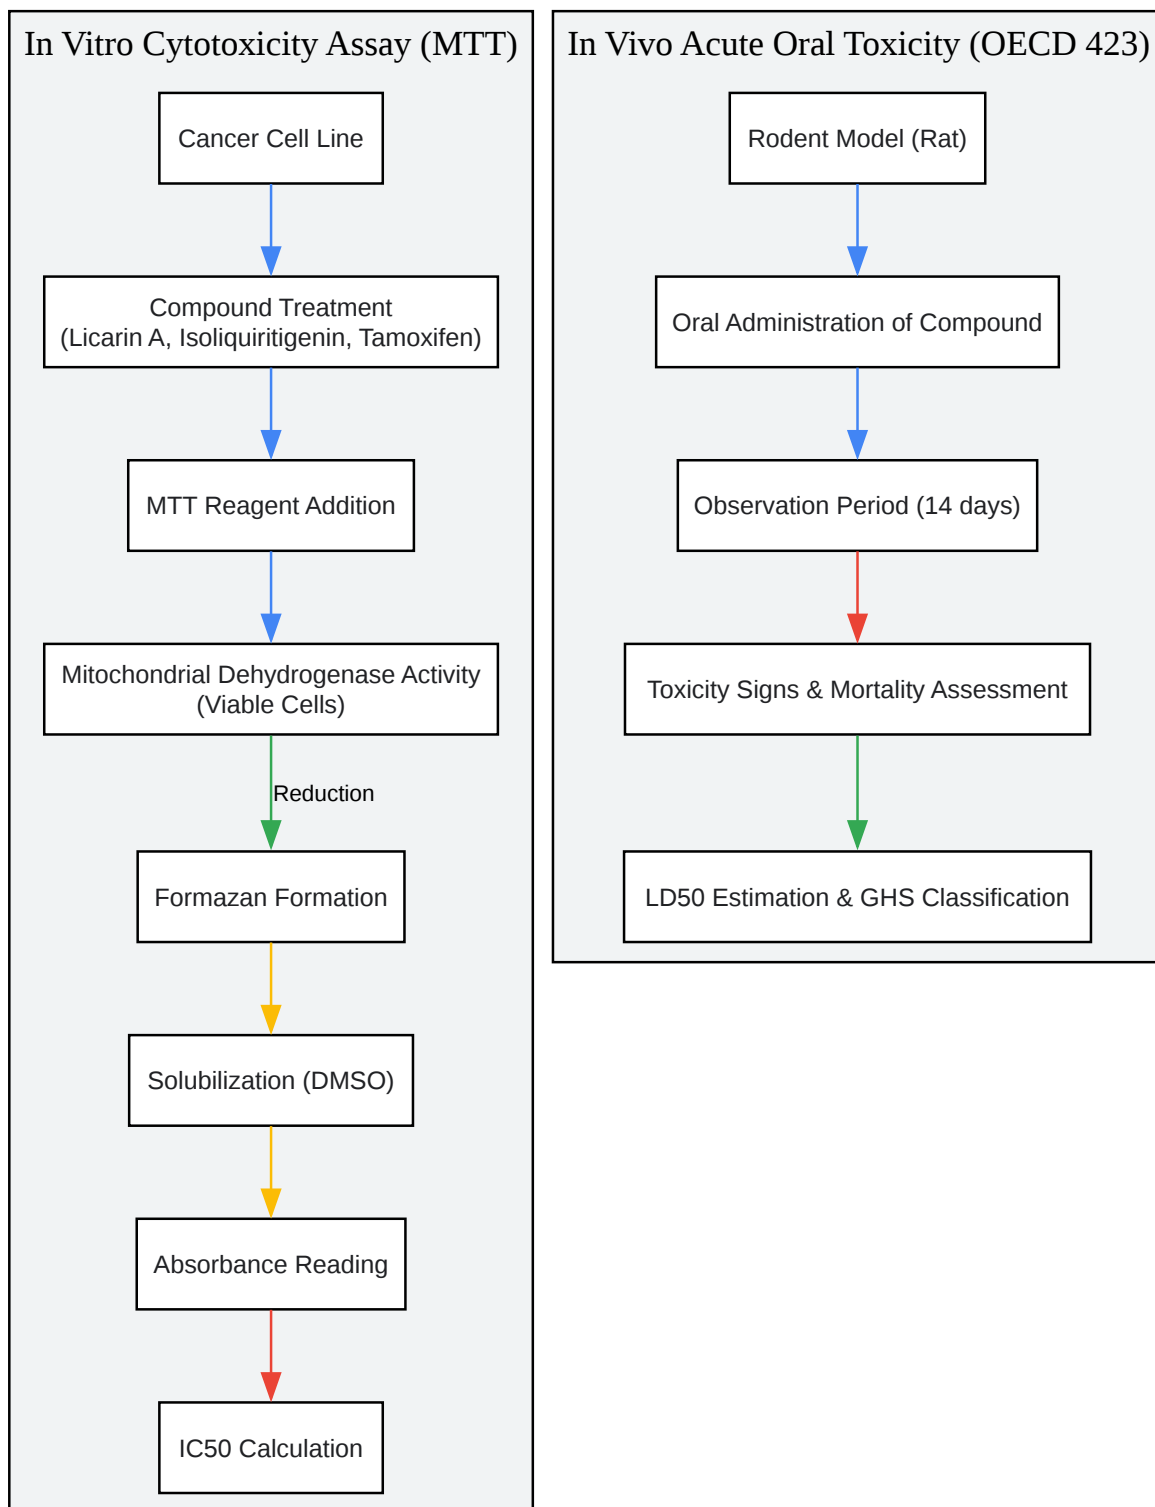 In Vitro Cytotoxicity Assay (MTT)
Cancer Cell Line
Compound Treatment
(Licarin A, Isoliquiritigenin, Tamoxifen)
MTT Reagent Addition
Mitochondrial Dehydrogenase Activity
(Viable Cells)
Reduction
Formazan Formation
Solubilization (DMSO)
Absorbance Reading
IC50 Calculation
In Vivo Acute Oral Toxicity (OECD 423)
Rodent Model (Rat)
Oral Administration of Compound
Observation Period (14 days)
Toxicity Signs & Mortality Assessment
LD50 Estimation & GHS Classification